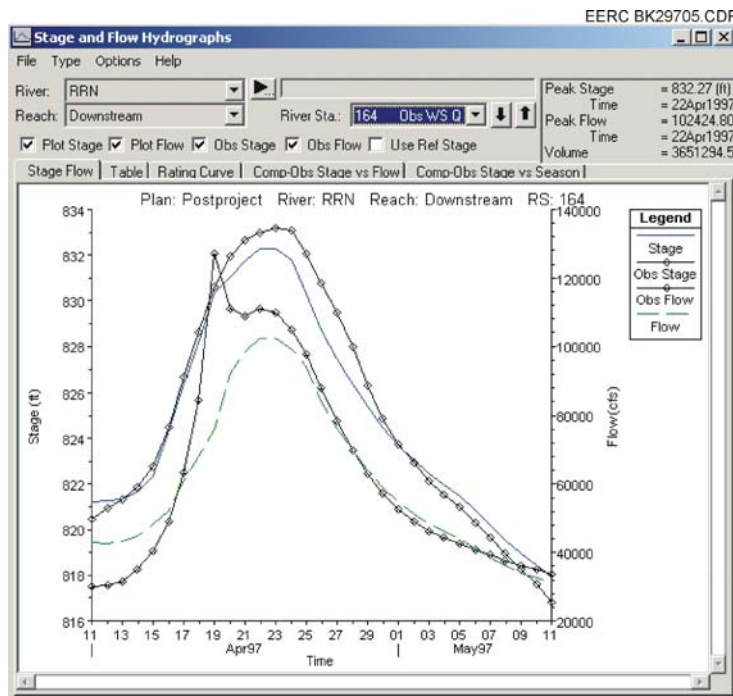 EERC BK29705.CDR
Stage and Flow Hydrographs
File Type Options Help
River: RRN
Reach: Downstream River Sta.: 164 Obs WS Q
Peak Stage = 832.27 (ft)
Time = 22Apr1997
Peak Flow = 102424.80
Time = 22Apr1997
Volume = 3651294.5
Plot Stage Plot Flow Obs Stage Obs Flow Use Ref Stage
Stage Flow Table Rating Curve Comp-Obs Stage vs Flow Comp-Obs Stage vs Season
Plan: Postproject River: RRN Reach: Downstream RS: 164
834
832
830
828
826
824
822
820
818
816
Stage (ft)
140000
120000
100000
80000
60000
40000
20000
Flow (cfs)
Legend
Stage
Obs Stage
Obs Flow
Flow
11 13 15 17 19 21 23 25 27 29 01 03 05 07 09 11
Apr97 May97
Time